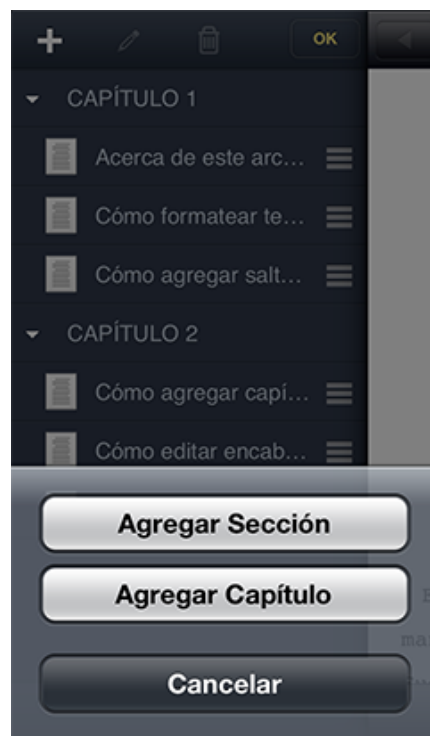 OK
CAPÍTULO 1
Acerca de este arc...
Cómo formatear te...
Cómo agregar salt...
CAPÍTULO 2
Cómo agregar capí...
Cómo editar encab...
Agregar Sección
Agregar Capítulo
Cancelar